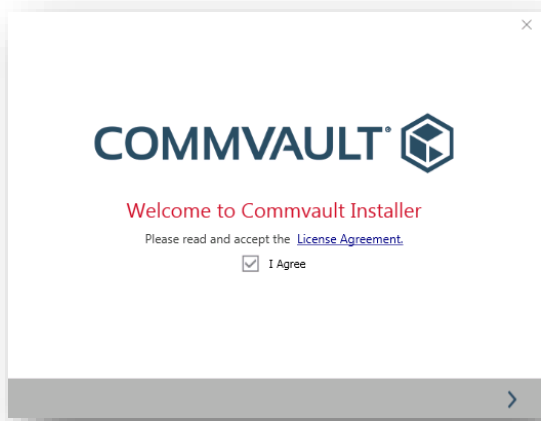 COMMVAULT®
Welcome to Commvault Installer
Please read and accept the License Agreement.
I Agree